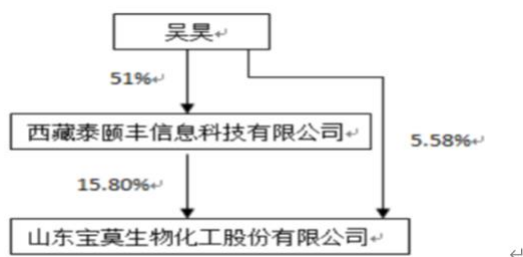 吴昊
51%
西藏泰颐丰信息科技有限公司
5.58%
15.80%
山东宝莫生物化工股份有限公司